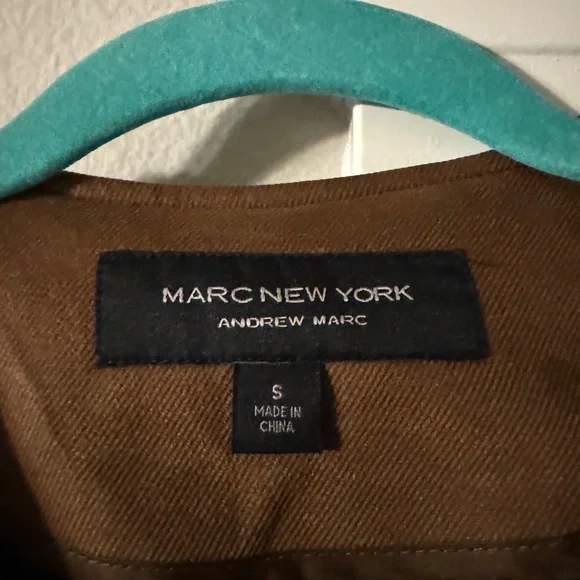 MARC NEW YORK
ANDREW MARC
S
MADE IN
CHINA